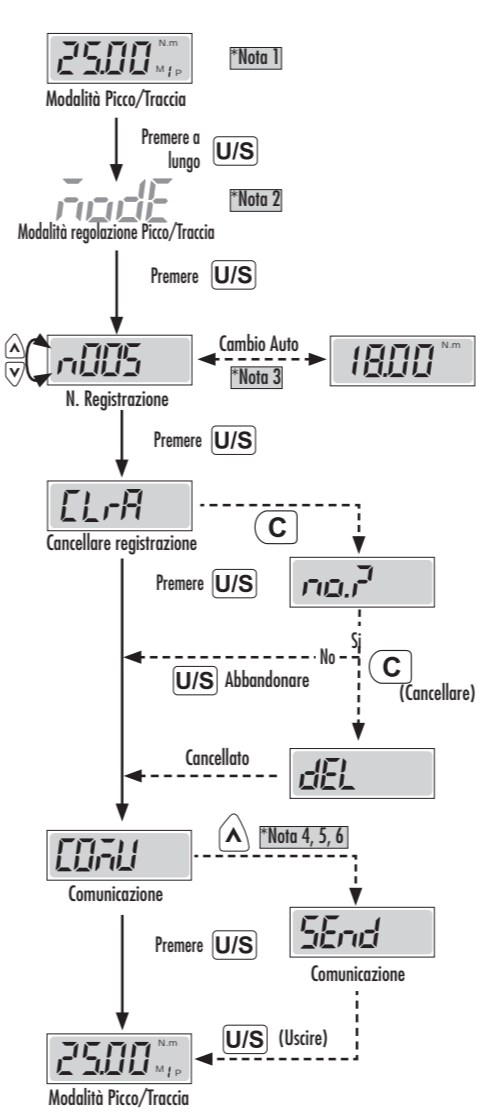 25.00 N.m M 1 P
*Nota 1
Modalità Picco/Traccia
Premere a
lungo U/S
modE
*Nota 2
Modalità regolazione Picco/Traccia
Premere U/S
n005
Cambio Auto
*Nota 3
18.00 N.m
N. Registrazione
Premere U/S
CLrA
C
Cancellare registrazione
Premere U/S
no.?
Si
No
C
U/S Abbandonare
(Cancellare)
Cancellato
dEL
*Nota 4, 5, 6
COmU
Comunicazione
SEnd
Premere U/S
Comunicazione
U/S (Uscire)
25.00 N.m M 1 P
Modalità Picco/Traccia